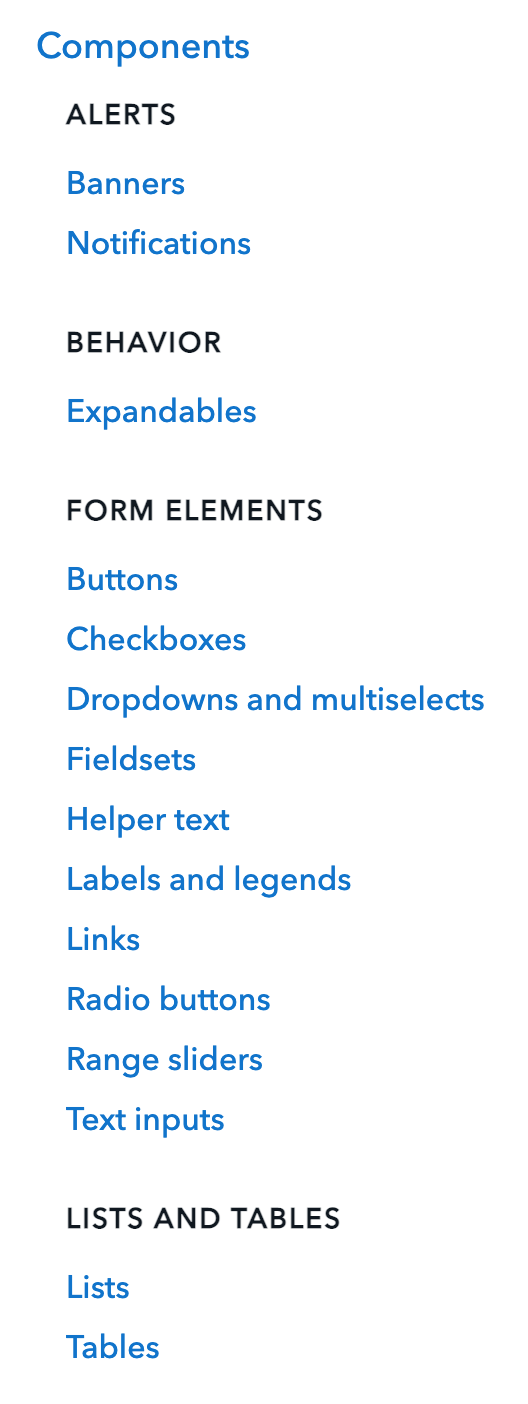 Components
ALERTS
Banners
Notifications
BEHAVIOR
Expandables
FORM ELEMENTS
Buttons
Checkboxes
Dropdowns and multiselects
Fieldsets
Helper text
Labels and legends
Links
Radio buttons
Range sliders
Text inputs
LISTS AND TABLES
Lists
Tables